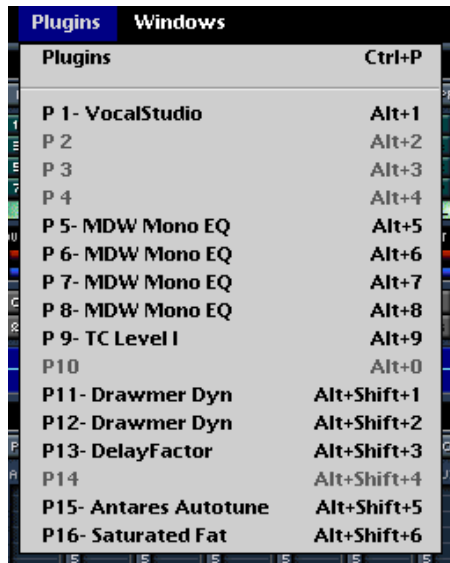 Plugins Windows
Plugins Ctrl+P
P 1- VocalStudio Alt+1
P 2 Alt+2
P 3 Alt+3
P 4 Alt+4
P 5- MDW Mono EQ Alt+5
P 6- MDW Mono EQ Alt+6
P 7- MDW Mono EQ Alt+7
P 8- MDW Mono EQ Alt+8
P 9- TC Level I Alt+9
P10 Alt+0
P11- Drawmer Dyn Alt+Shift+1
P12- Drawmer Dyn Alt+Shift+2
P13- DelayFactor Alt+Shift+3
P14 Alt+Shift+4
P15- Antares Autotune Alt+Shift+5
P16- Saturated Fat Alt+Shift+6